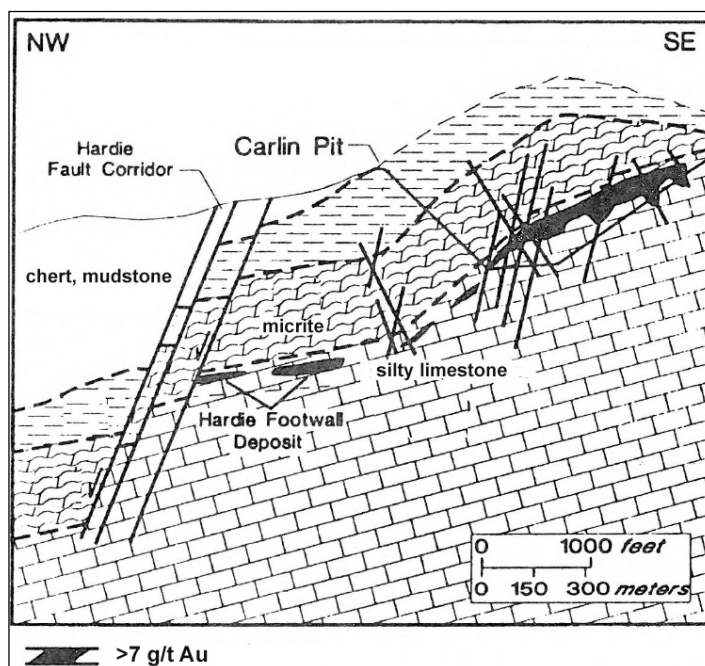 NW
SE
Hardie
Fault Corridor
Carlin Pit
chert, mudstone
micrite
silty limestone
Hardie Footwall
Deposit
0 1000 feet
0 150 300 meters
>7 g/t Au